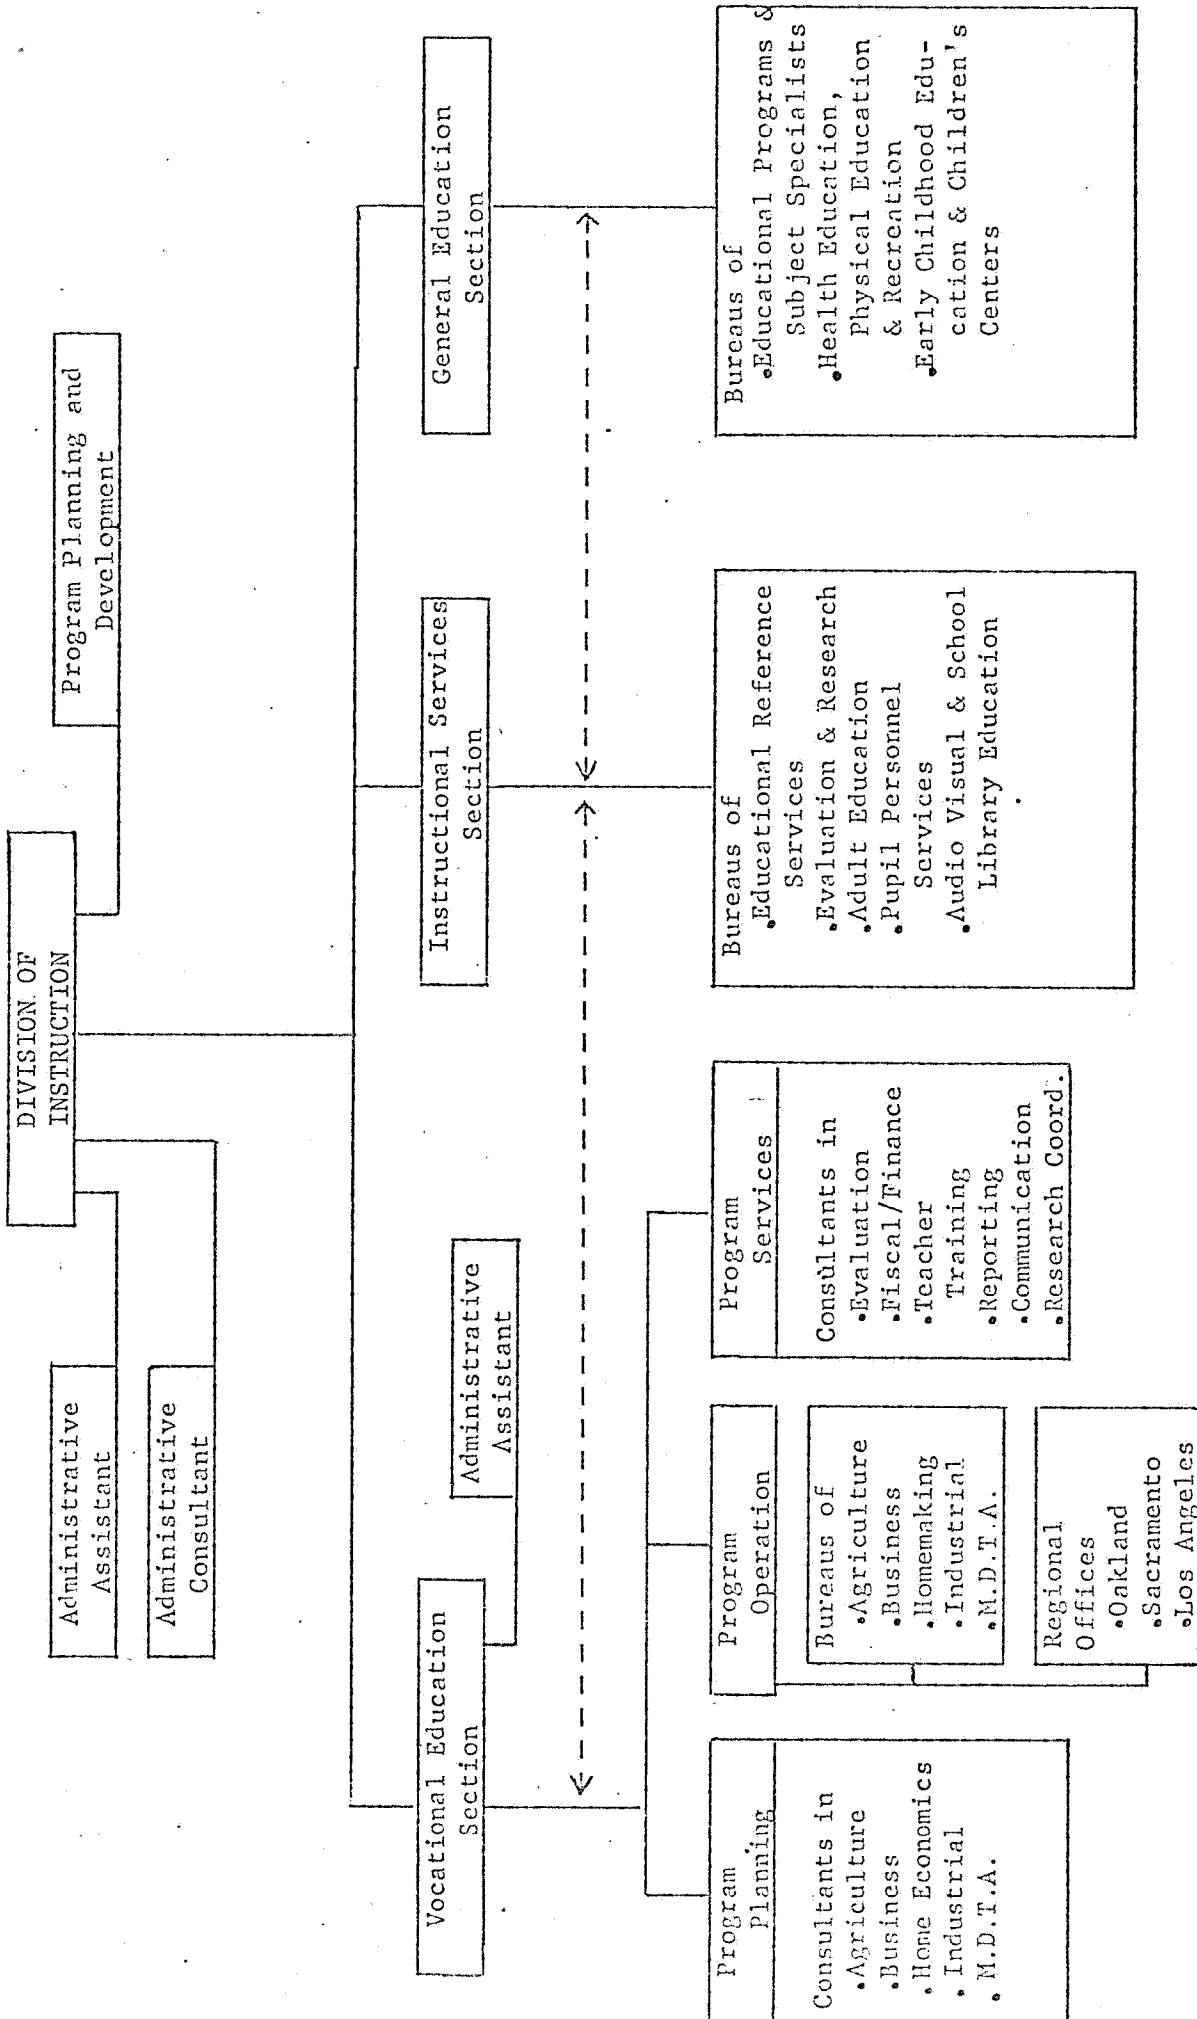 DIVISION OF
INSTRUCTION
Program Planning and
Development
Administrative
Assistant
Administrative
Consultant
Vocational Education
Section
Administrative
Assistant
Instructional Services
Section
General Education
Section
Program
Planning
Consultants in
•Agriculture
•Business
•Home Economics
•Industrial
•M.D.T.A.
Program
Operation
Bureaus of
•Agriculture
•Business
•Homemaking
•Industrial
•M.D.T.A.
Regional
Offices
•Oakland
•Sacramento
•Los Angeles
Program
Services
Consultants in
•Evaluation
•Fiscal/Finance
•Teacher
Training
•Reporting
•Communication
•Research Coord.
Bureaus of
•Educational Reference
Services
•Evaluation & Research
•Adult Education
•Pupil Personnel
Services
•Audio Visual & School
Library Education
Bureaus of
•Educational Programs &
Subject Specialists
•Health Education,
Physical Education
& Recreation
•Early Childhood Edu-
cation & Children's
Centers